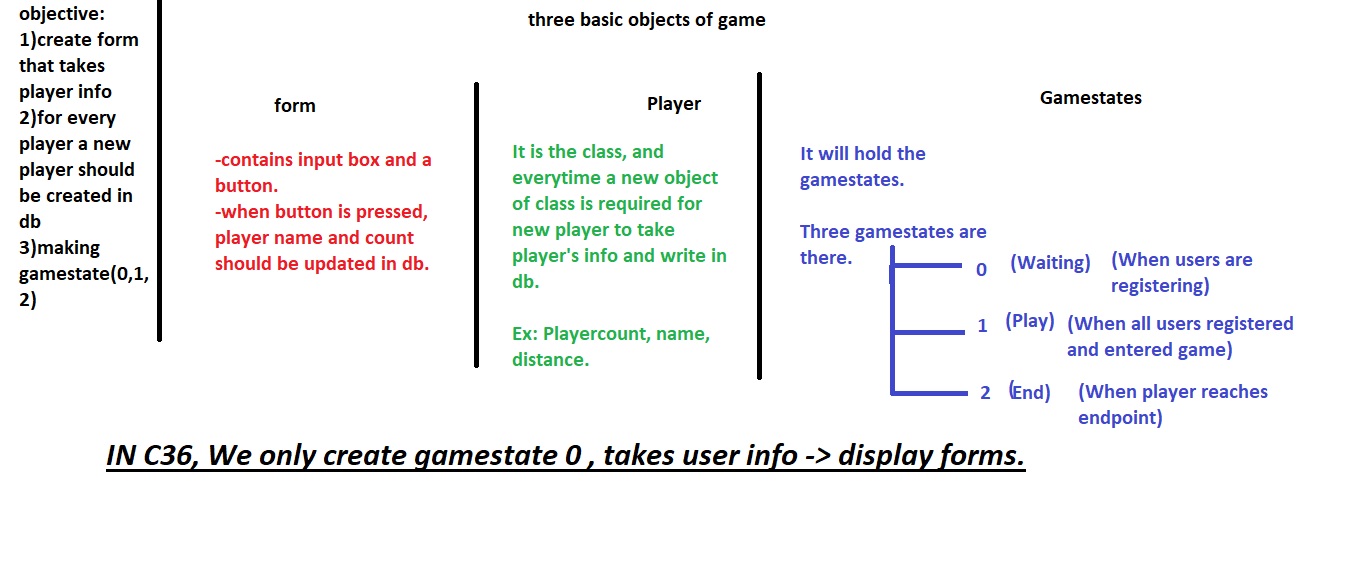 objective:
1)create form
that takes
player info
2)for every
player a new
player should
be created in
db
3)making
gamestate(0,1,
2)
three basic objects of game
form
-contains input box and a
button.
-when button is pressed,
player name and count
should be updated in db.
Player
It is the class, and
everytime a new object
of class is required for
new player to take
player's info and write in
db.
Ex: Playercount, name,
distance.
Gamestates
It will hold the
gamestates.
Three gamestates are
there.
0 (Waiting) (When users are
registering)
1 (Play) (When all users registered
and entered game)
2 (End) (When player reaches
endpoint)
IN C36, We only create gamestate 0 , takes user info -> display forms.